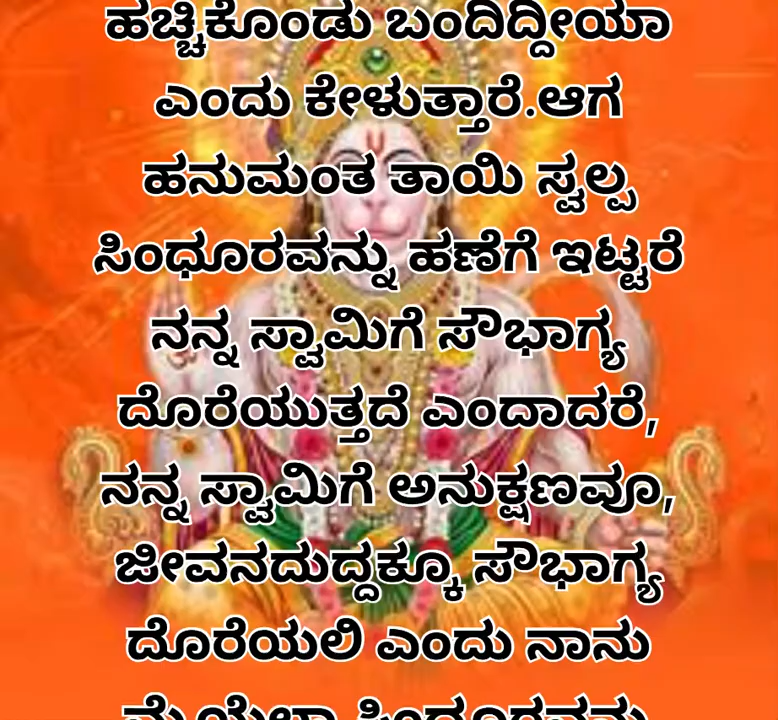 ಹಚ್ಚಿಕೊಂಡು ಬಂದಿದ್ದೀಯಾ
ಎಂದು ಕೇಳುತ್ತಾರೆ.ಆಗ
ಹನುಮಂತ ತಾಯಿ ಸ್ವಲ್ಪ
ಸಿಂಧೂರವನ್ನು ಹಣೆಗೆ ಇಟ್ಟರೆ
ನನ್ನ ಸ್ವಾಮಿಗೆ ಸೌಭಾಗ್ಯ
ದೊರೆಯುತ್ತದೆ ಎಂದಾದರೆ,
ನನ್ನ ಸ್ವಾಮಿಗೆ ಅನುಕ್ಷಣವೂ,
ಜೀವನದುದ್ದಕ್ಕೂ ಸೌಭಾಗ್ಯ
ದೊರೆಯಲಿ ಎಂದು ನಾನು